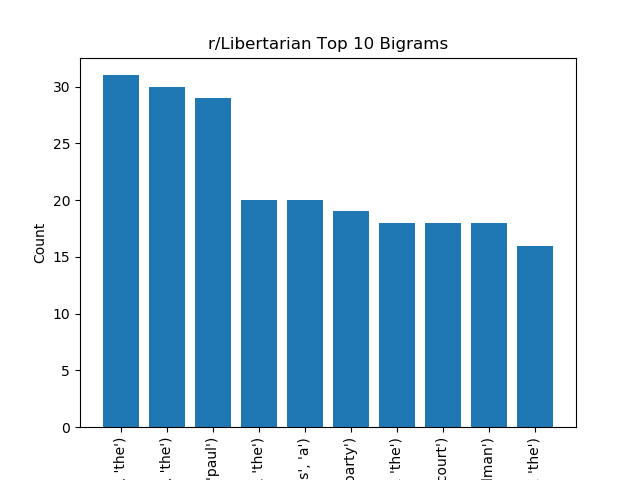 r/Libertarian Top 10 Bigrams
Count
30
25
20
15
10
5
0
, 'the')
, 'the')
'paul')
, 'the')
s', 'a')
party')
, 'the')
court')
dman')
, 'the')